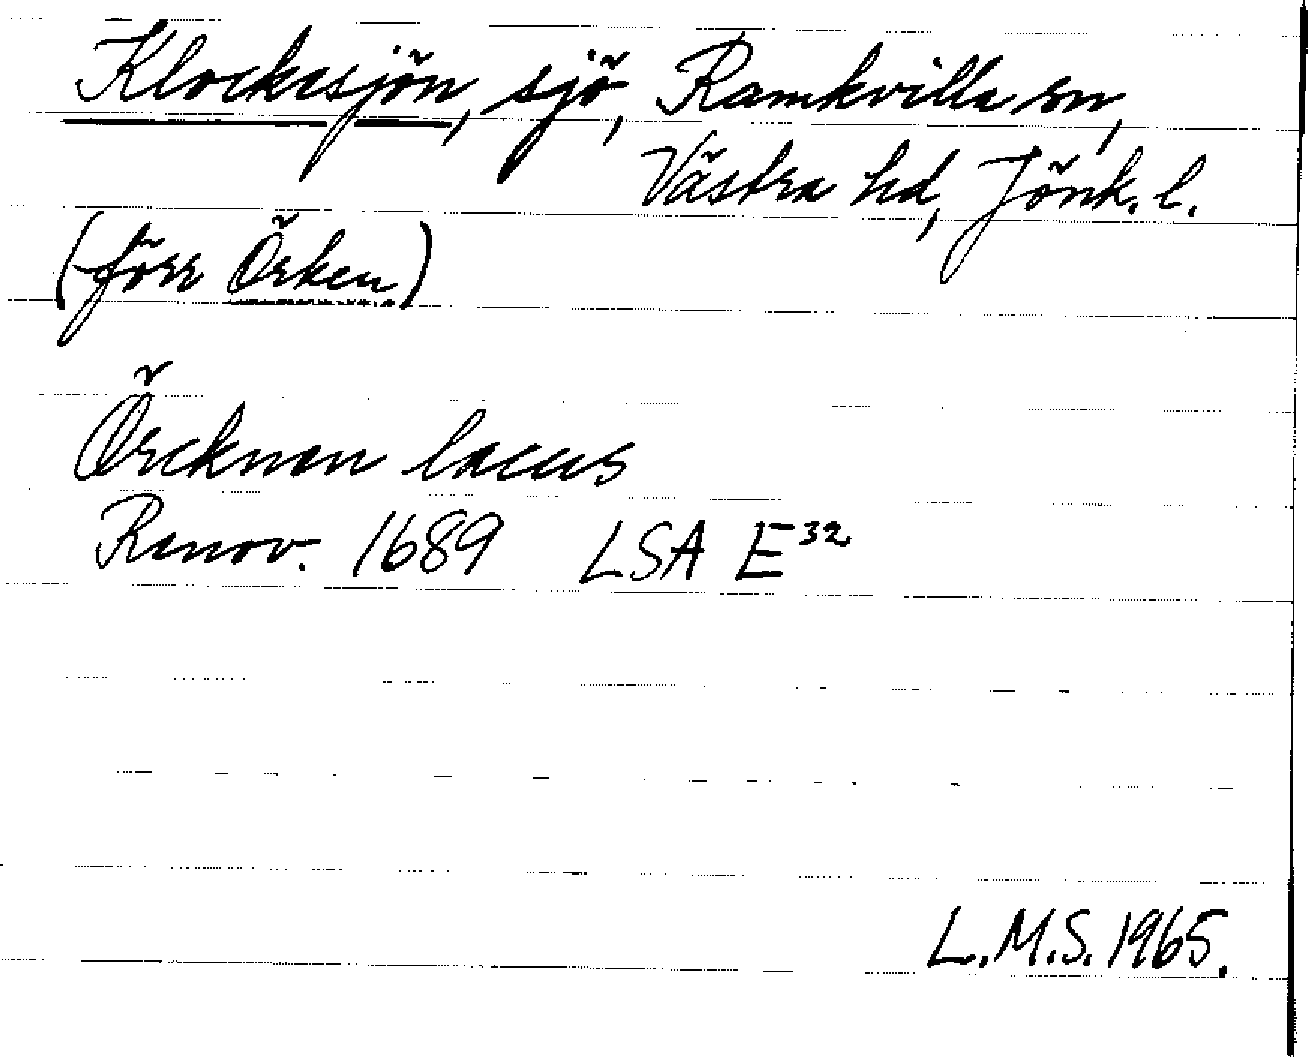 Klockesjön, sjö, Ramkvilla sn,
Västra hd, Jönk. l.
(förr Örken)
Örcknen lacus
Renov. 1689 LSA E32
L.M.S. 1965.